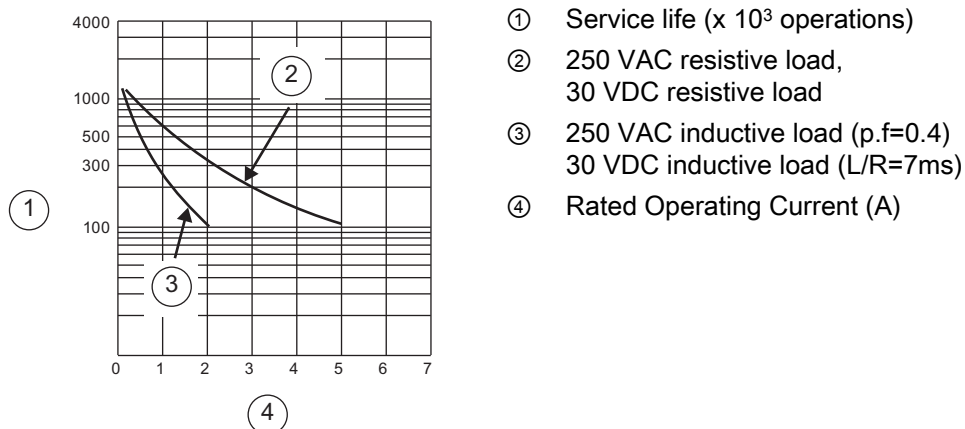 4000
1000
500
300
100
0 1 2 3 4 5 6 7
1
2
3
4
① Service life (x 10³ operations)
② 250 VAC resistive load,
30 VDC resistive load
③ 250 VAC inductive load (p.f=0.4)
30 VDC inductive load (L/R=7ms)
④ Rated Operating Current (A)